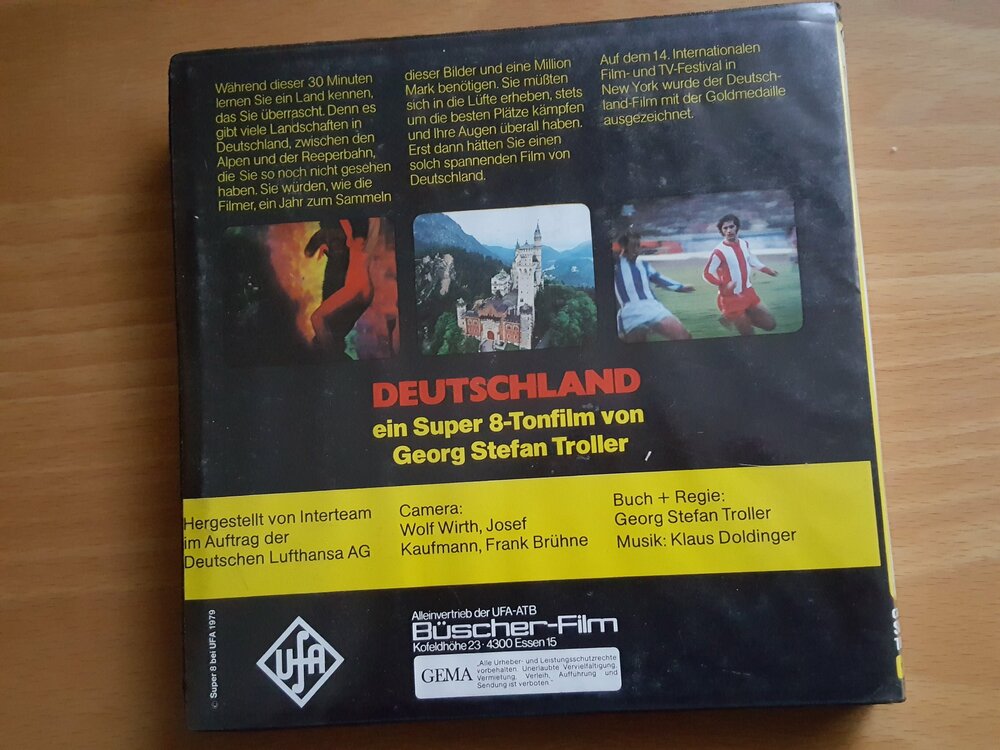 Während dieser 30 Minuten
lernen Sie ein Land kennen,
das Sie überrascht. Denn es
gibt viele Landschaften in
Deutschland, zwischen den
Alpen und der Reeperbahn,
die Sie so noch nicht gesehen
haben. Sie würden, wie die
Filmer, ein Jahr zum Sammeln
dieser Bilder und eine Million
Mark benötigen. Sie müßten
sich in die Lüfte erheben, stets
um die besten Plätze kämpfen
und Ihre Augen überall haben.
Erst dann hätten Sie einen
solch spannenden Film von
Deutschland.
Auf dem 14. Internationalen
Film- und TV-Festival in
New York wurde der Deutsch-
land-Film mit der Goldmedaille
ausgezeichnet.
DEUTSCHLAND
ein Super 8-Tonfilm von
Georg Stefan Troller
Hergestellt von Interteam
im Auftrag der
Deutschen Lufthansa AG
Camera:
Wolf Wirth, Josef
Kaufmann, Frank Brühne
Buch + Regie:
Georg Stefan Troller
Musik: Klaus Doldinger
© Super 8 bei UFA 1979
UfA
Alleinvertrieb der UFA-ATB
Büscher-Film
Kofeldhöhe 23 · 4300 Essen 15
GEMA
„Alle Urheber- und Leistungsschutzrechte
vorbehalten. Unerlaubte Vervielfältigung,
Vermietung, Verleih, Aufführung und
Sendung ist verboten."